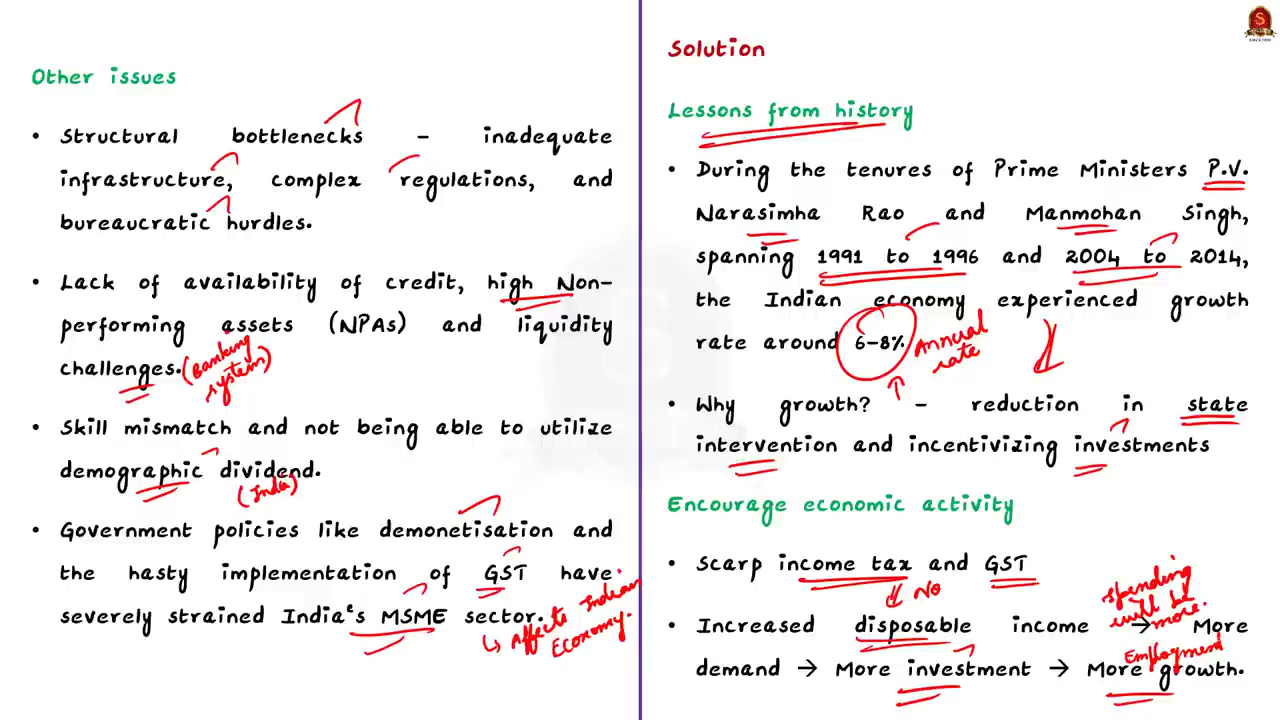 Other issues
• Structural bottlenecks – inadequate
infrastructure, complex regulations, and
bureaucratic hurdles.
• Lack of availability of credit, high Non-
performing assets (NPAs) and liquidity
challenges. (Banking
system)
• Skill mismatch and not being able to utilize
demographic dividend.
(India)
• Government policies like demonetisation and
the hasty implementation of GST have
severely strained India's MSME sector.
↳ Affects Indian
Economy.
Solution
Lessons from history
• During the tenures of Prime Ministers P.V.
Narasimha Rao and Manmohan Singh,
spanning 1991 to 1996 and 2004 to 2014,
the Indian economy experienced growth
rate around 6-8% Annual
rate
• Why growth? – reduction in state
intervention and incentivizing investments
Encourage economic activity
• Scarp income tax and GST
No
spending
will be
more.
• Increased disposable income → More
Employment
demand → More investment → More growth.
SINCE 2004